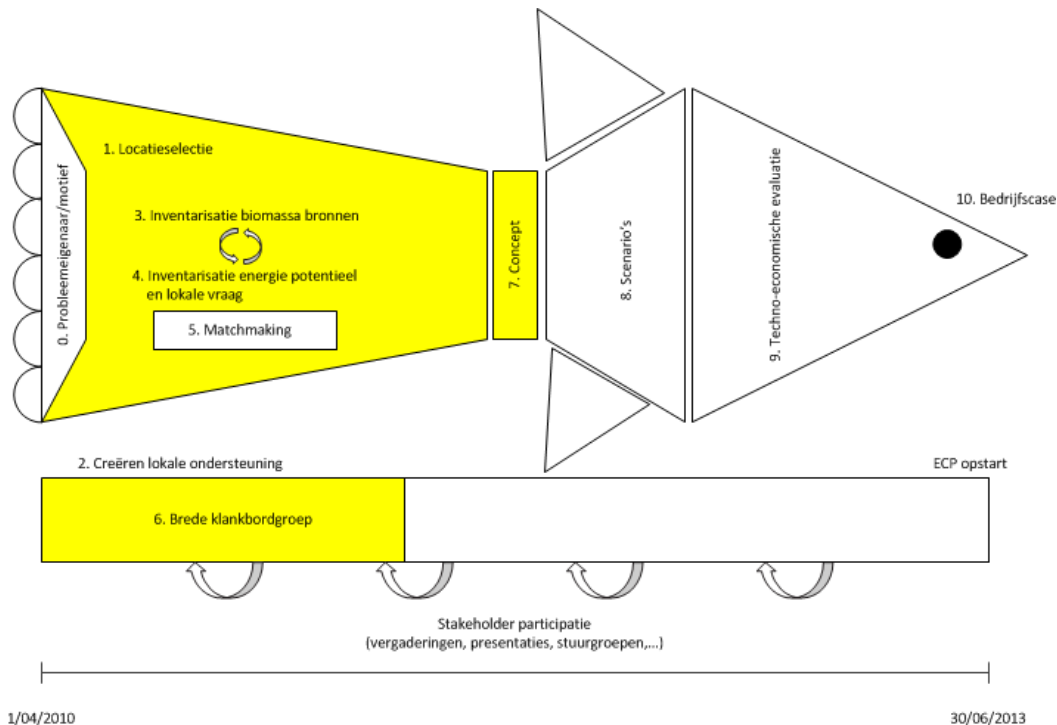 0. Probleemeigenaar/motief
1. Locatieselectie
3. Inventarisatie biomassa bronnen
4. Inventarisatie energie potentieel
en lokale vraag
5. Matchmaking
7. Concept
8. Scenario's
9. Techno-economische evaluatie
10. Bedrijfscase
2. Creëren lokale ondersteuning
ECP opstart
6. Brede klankbordgroep
Stakeholder participatie
(vergaderingen, presentaties, stuurgroepen,...)
1/04/2010
30/06/2013